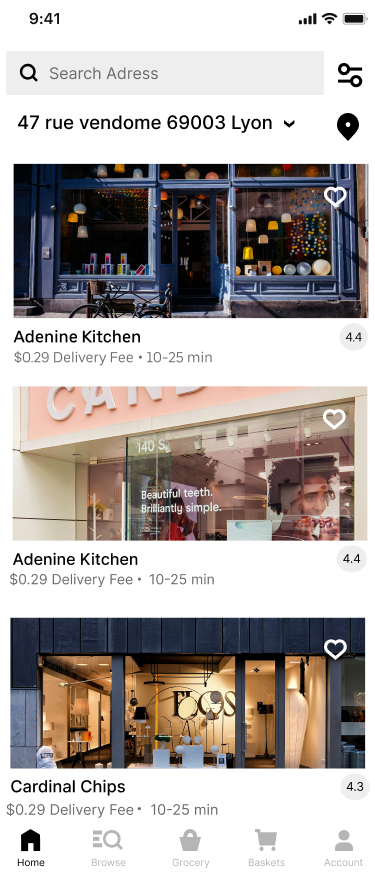 9:41
Search Adress
47 rue vendome 69003 Lyon
Adenine Kitchen
4.4
$0.29 Delivery Fee • 10-25 min
140 S
Beautiful teeth.
Brilliantly simple.
Adenine Kitchen
4.4
$0.29 Delivery Fee • 10-25 min
FLOS
Cardinal Chips
4.3
$0.29 Delivery Fee • 10-25 min
Home
Browse
Grocery
Baskets
Account